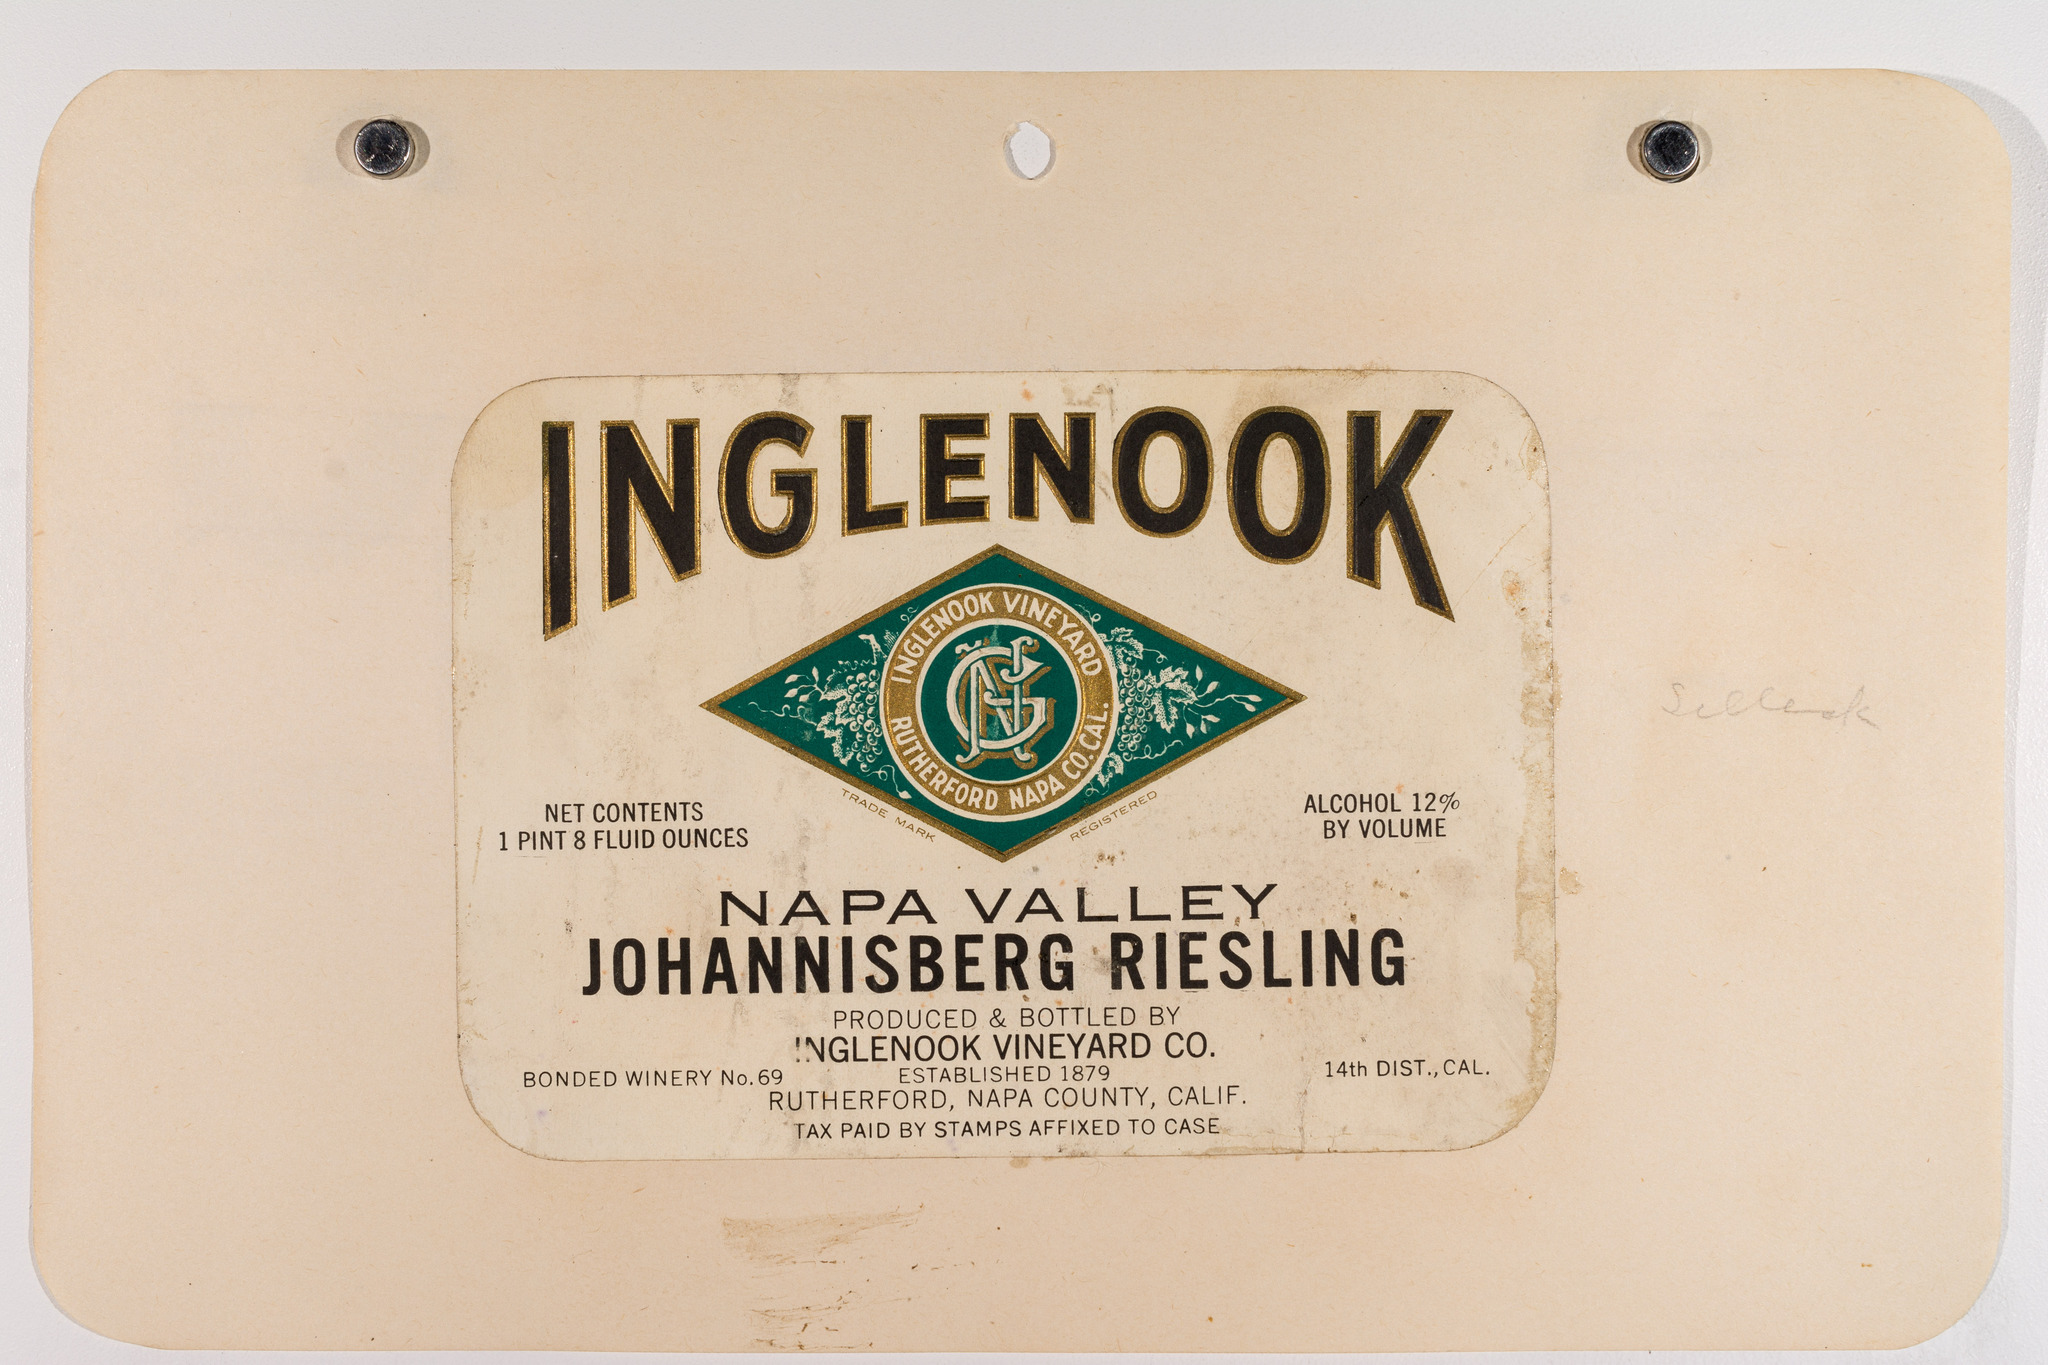 INGLENOOK
INGLENOOK VINEYARD
RUTHERFORD NAPA CO. CAL.
TRADE MARK
REGISTERED
NET CONTENTS
1 PINT 8 FLUID OUNCES
ALCOHOL 12%
BY VOLUME
NAPA VALLEY
JOHANNISBERG RIESLING
PRODUCED & BOTTLED BY
INGLENOOK VINEYARD CO.
BONDED WINERY No. 69
ESTABLISHED 1879
14th DIST., CAL.
RUTHERFORD, NAPA COUNTY, CALIF.
TAX PAID BY STAMPS AFFIXED TO CASE